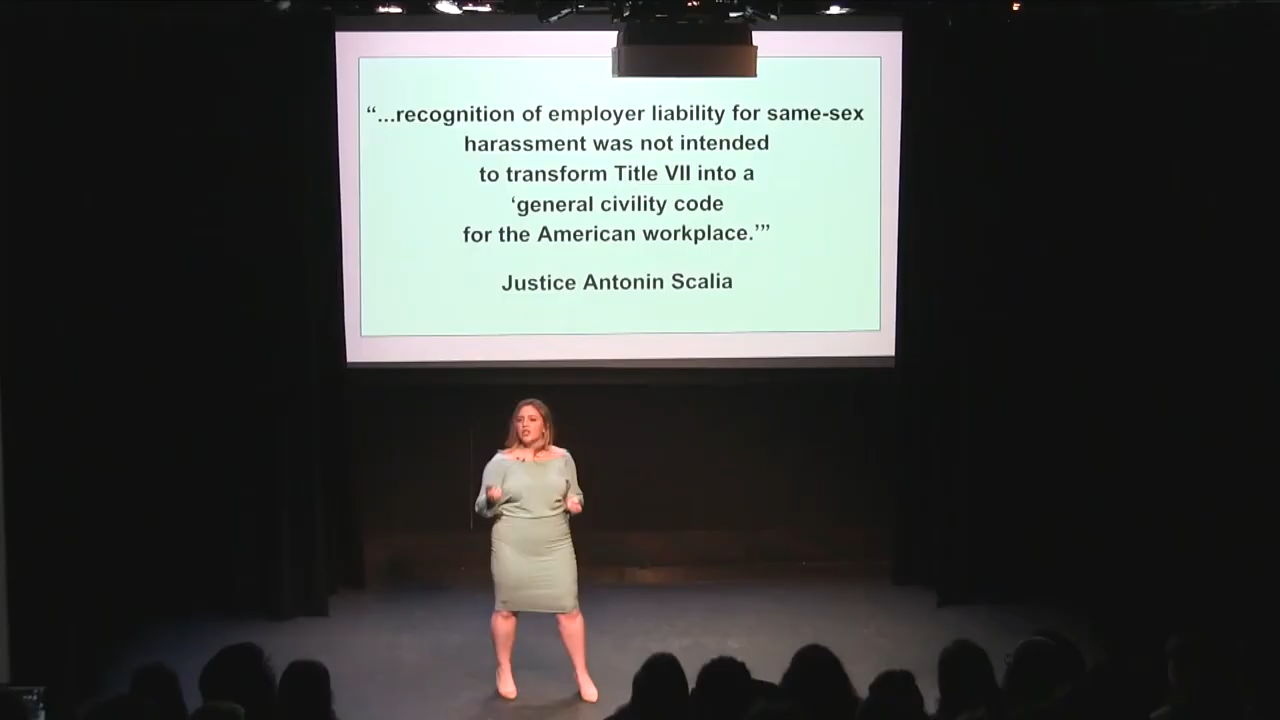 “...recognition of employer liability for same-sex
harassment was not intended
to transform Title VII into a
‘general civility code
for the American workplace.’”
Justice Antonin Scalia